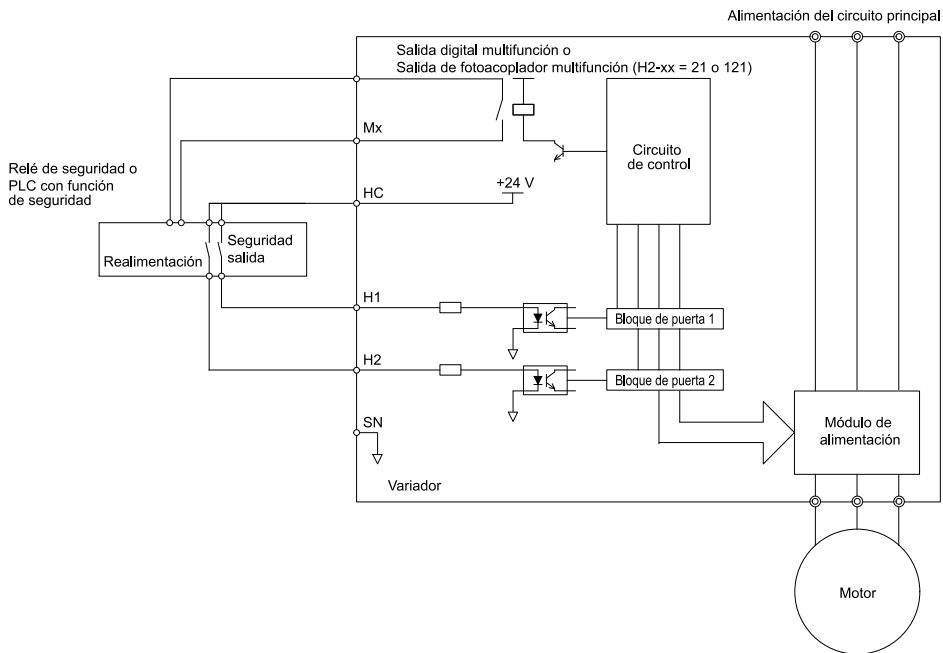 Alimentación del circuito principal
Salida digital multifunción o
Salida de fotoacoplador multifunción (H2-xx = 21 o 121)
Mx
Circuito
de control
Relé de seguridad o
PLC con función
de seguridad
HC
+24 V
Seguridad
salida
Realimentación
H1
Bloque de puerta 1
H2
Bloque de puerta 2
SN
Módulo de
alimentación
Variador
Motor